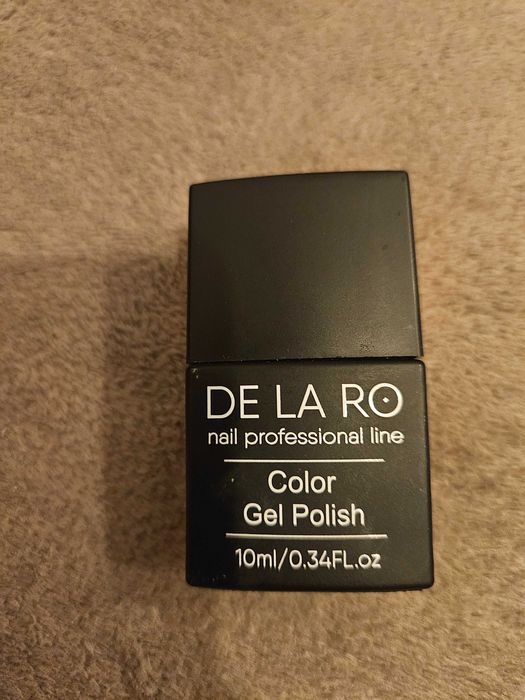 DE LA RO
nail professional line
Color
Gel Polish
10ml/0.34FL.oz